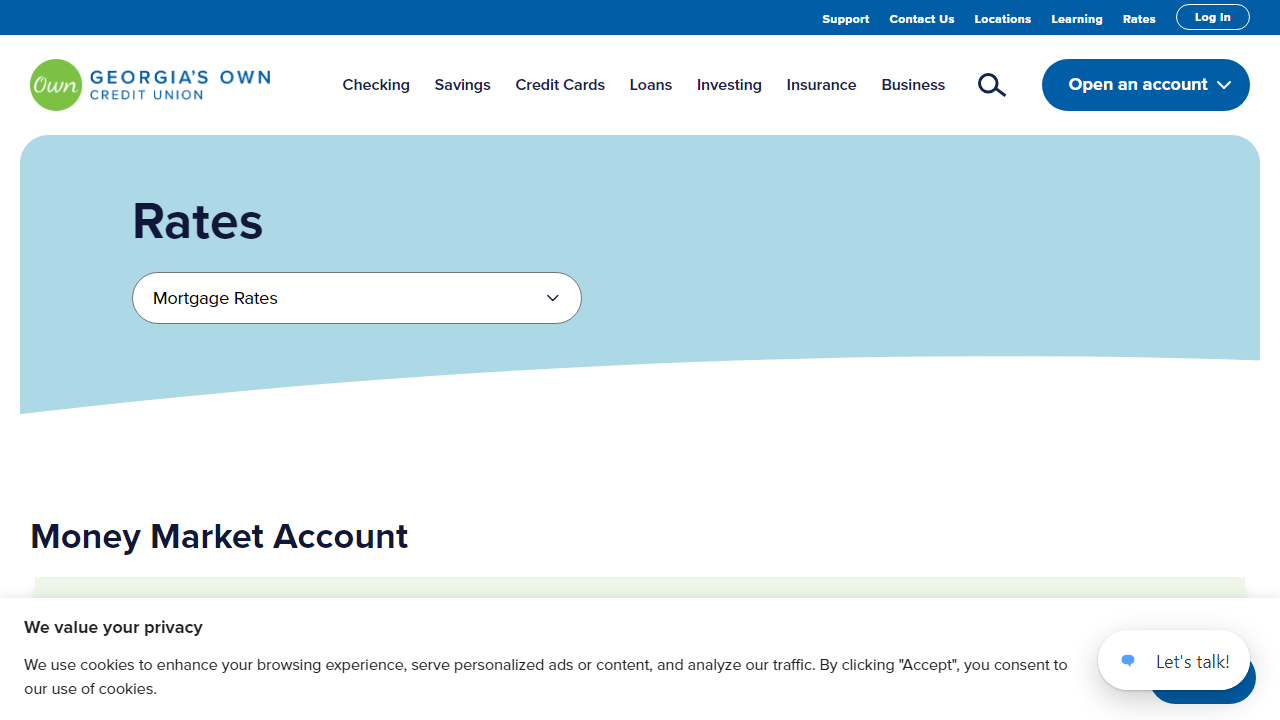 Support
Contact Us
Locations
Learning
Rates
Log In
Own
GEORGIA'S OWN
CREDIT UNION
Checking
Savings
Credit Cards
Loans
Investing
Insurance
Business
Open an account
Rates
Mortgage Rates
Money Market Account
We value your privacy
We use cookies to enhance your browsing experience, serve personalized ads or content, and analyze our traffic. By clicking "Accept", you consent to
our use of cookies.
Let's talk!